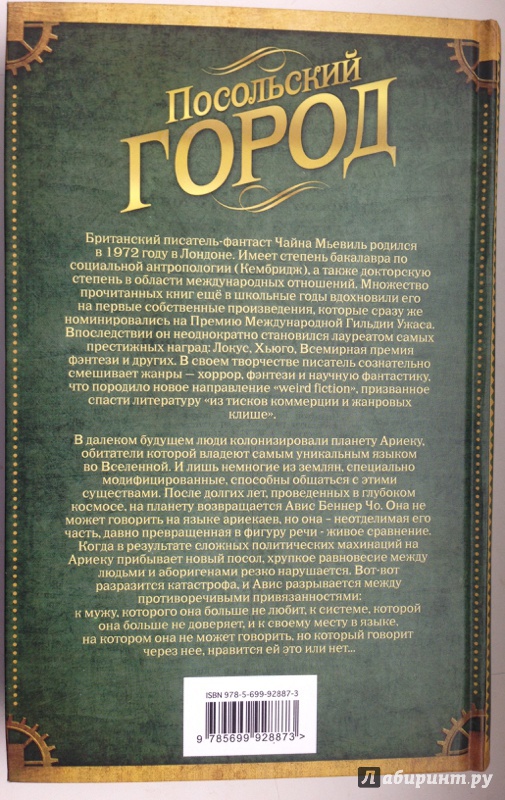 Посольский
ГОРОД
Британский писатель-фантаст Чайна Мьевиль родился
в 1972 году в Лондоне. Имеет степень бакалавра по
социальной антропологии (Кембридж), а также докторскую
степень в области международных отношений. Множество
прочитанных книг ещё в школьные годы вдохновили его
на первые собственные произведения, которые сразу же
номинировались на Премию Международной Гильдии Ужаса.
Впоследствии он неоднократно становился лауреатом самых
престижных наград: Локус, Хьюго, Всемирная премия
фэнтези и других. В своем творчестве писатель сознательно
смешивает жанры — хоррор, фэнтези и научную фантастику,
что породило новое направление «weird fiction», призванное
спасти литературу «из тисков коммерции и жанровых
клише».
В далеком будущем люди колонизировали планету Ариеку,
обитатели которой владеют самым уникальным языком
во Вселенной. И лишь немногие из землян, специально
модифицированные, способны общаться с этими
существами. После долгих лет, проведенных в глубоком
космосе, на планету возвращается Авис Беннер Чо. Она не
может говорить на языке ариекаев, но она - неотделимая его
часть, давно превращенная в фигуру речи - живое сравнение.
Когда в результате сложных политических махинаций на
Ариеку прибывает новый посол, хрупкое равновесие между
людьми и аборигенами резко нарушается. Вот-вот
разразится катастрофа, и Авис разрывается между
противоречивыми привязанностями:
к мужу, которого она больше не любит, к системе, которой
она больше не доверяет, и к своему месту в языке,
на котором она не может говорить, но который говорит
через нее, нравится ей это или нет...
ISBN 978-5-699-92887-3
9 785699 928873 >
Лабиринт.ру